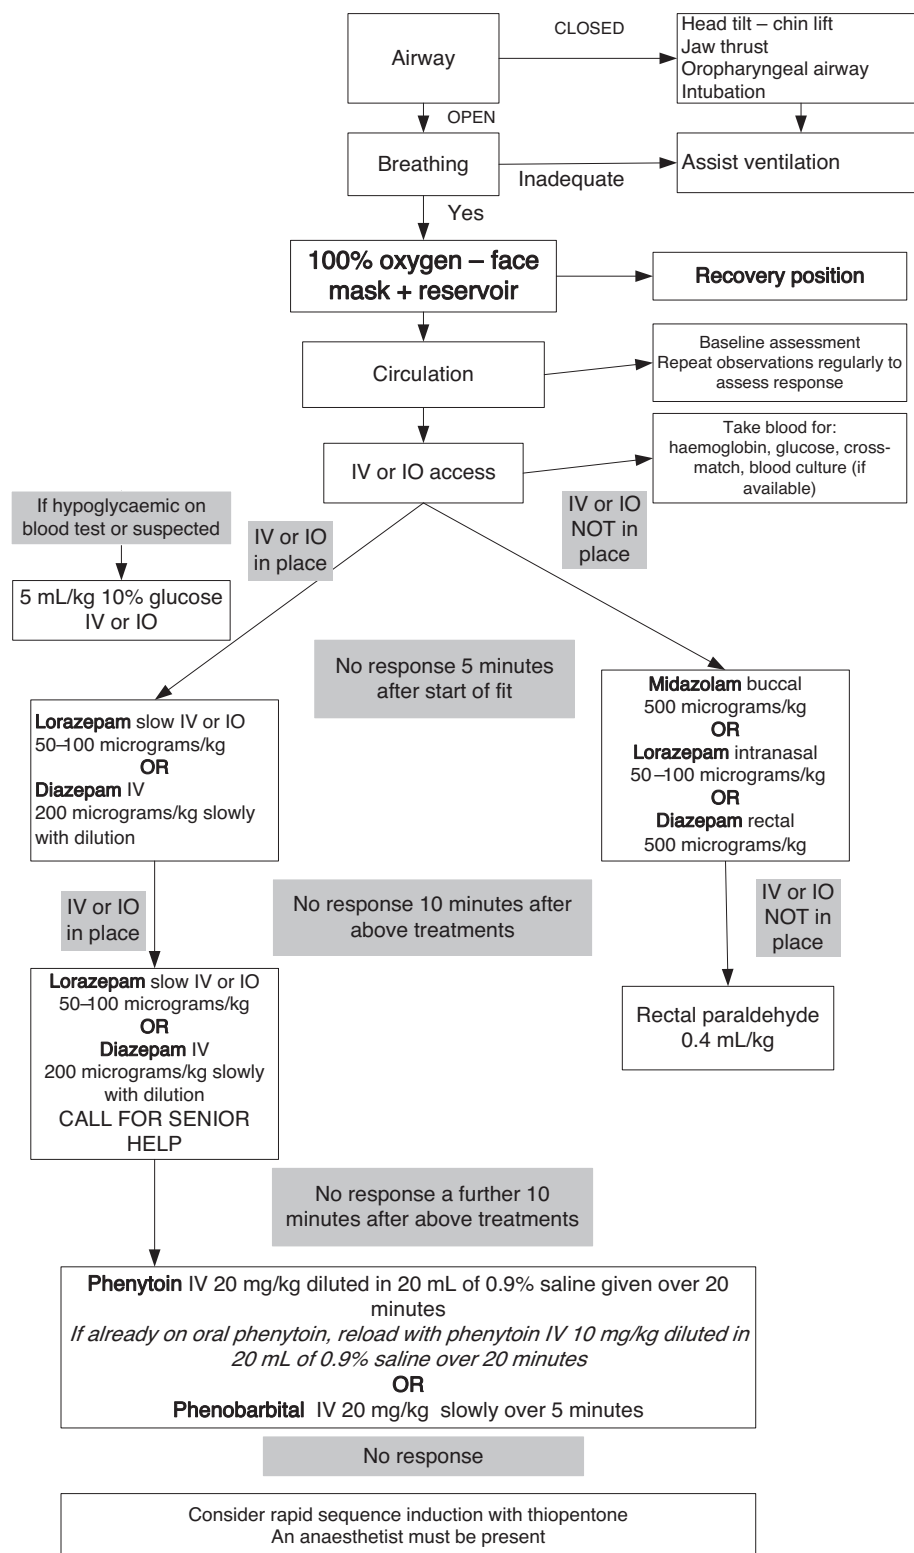 Airway
CLOSED
Head tilt – chin lift
Jaw thrust
Oropharyngeal airway
Intubation
OPEN
Breathing
Inadequate
Assist ventilation
Yes
100% oxygen – face
mask + reservoir
Recovery position
Circulation
Baseline assessment
Repeat observations regularly to
assess response
IV or IO access
Take blood for:
haemoglobin, glucose, cross-
match, blood culture (if
available)
If hypoglycaemic on
blood test or suspected
IV or IO
in place
IV or IO
NOT in
place
5 mL/kg 10% glucose
IV or IO
No response 5 minutes
after start of fit
Lorazepam slow IV or IO
50–100 micrograms/kg
OR
Diazepam IV
200 micrograms/kg slowly
with dilution
Midazolam buccal
500 micrograms/kg
OR
Lorazepam intranasal
50–100 micrograms/kg
OR
Diazepam rectal
500 micrograms/kg
IV or IO
in place
No response 10 minutes after
above treatments
IV or IO
NOT in
place
Lorazepam slow IV or IO
50–100 micrograms/kg
OR
Diazepam IV
200 micrograms/kg slowly
with dilution
CALL FOR SENIOR
HELP
Rectal paraldehyde
0.4 mL/kg
No response a further 10
minutes after above treatments
Phenytoin IV 20 mg/kg diluted in 20 mL of 0.9% saline given over 20
minutes
If already on oral phenytoin, reload with phenytoin IV 10 mg/kg diluted in
20 mL of 0.9% saline over 20 minutes
OR
Phenobarbital IV 20 mg/kg slowly over 5 minutes
No response
Consider rapid sequence induction with thiopentone
An anaesthetist must be present